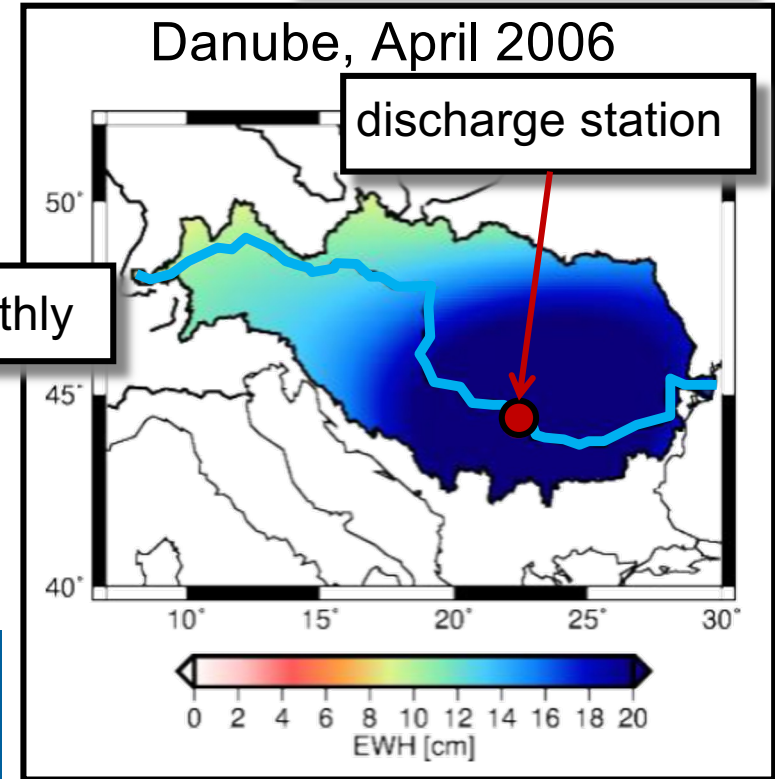 Danube, April 2006
discharge station
50°
thly
45°
40°
10° 15° 20° 25° 30°
0 2 4 6 8 10 12 14 16 18 20
EWH [cm]